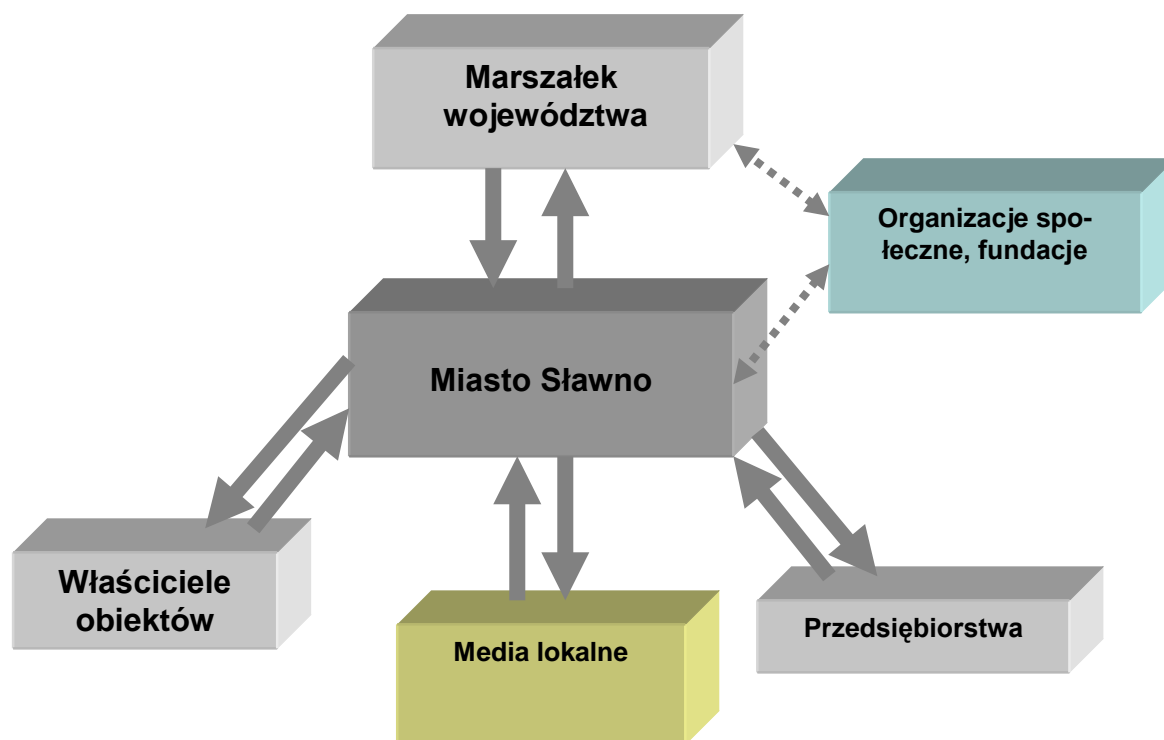 Marszałek
województwa
Organizacje spo-
łeczne, fundacje
Miasto Sławno
Właściciele
obiektów
Media lokalne
Przedsiębiorstwa